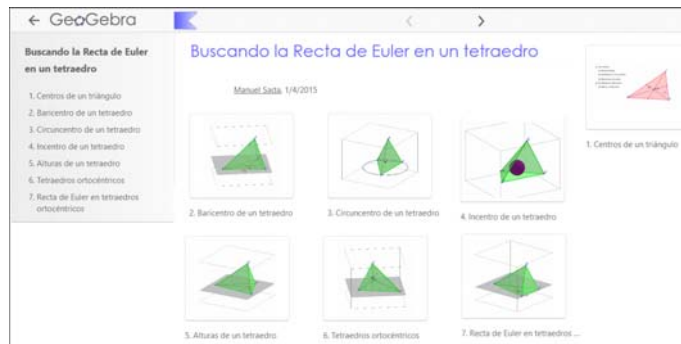 ← GeoGebra
Buscando la Recta de Euler
en un tetraedro
1. Centros de un triángulo
2. Baricentro de un tetraedro
3. Circuncentro de un tetraedro
4. Incentro de un tetraedro
5. Alturas de un tetraedro
6. Tetraedros ortocéntricos
7. Recta de Euler en tetraedros
ortocéntricos
Buscando la Recta de Euler en un tetraedro
Manuel Sada, 1/4/2015
1. Centros de un triángulo
2. Baricentro de un tetraedro
3. Circuncentro de un tetraedro
4. Incentro de un tetraedro
5. Alturas de un tetraedro
6. Tetraedros ortocéntricos
7. Recta de Euler en tetraedros ...